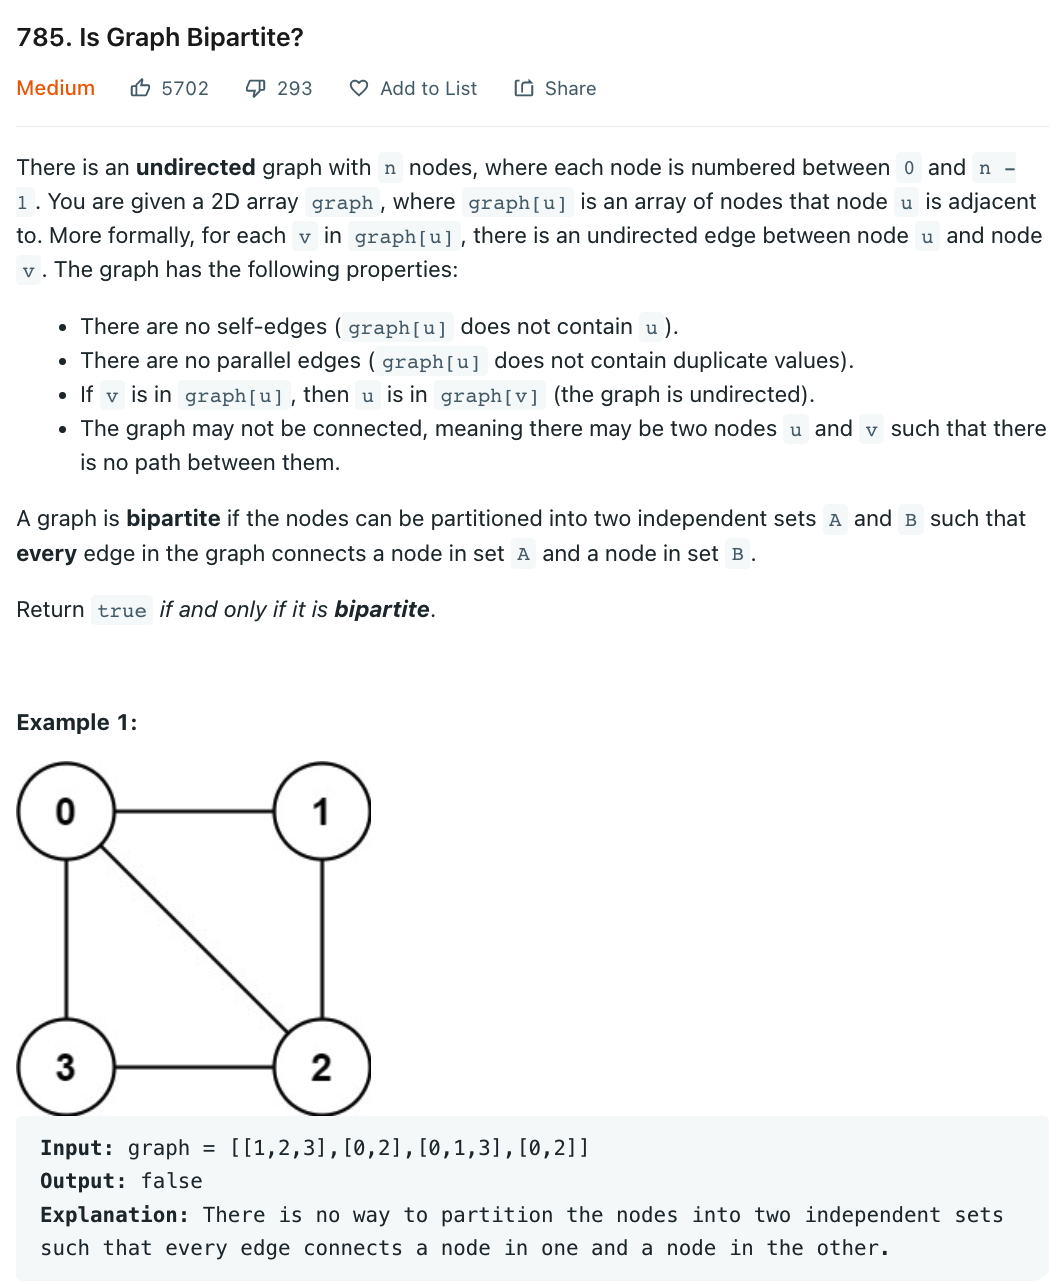 785. Is Graph Bipartite?
Medium 5702 293 Add to List Share
There is an undirected graph with n nodes, where each node is numbered between 0 and n -
1 . You are given a 2D array graph , where graph[u] is an array of nodes that node u is adjacent
to. More formally, for each v in graph[u] , there is an undirected edge between node u and node
v . The graph has the following properties:
• There are no self-edges ( graph[u] does not contain u ).
• There are no parallel edges ( graph[u] does not contain duplicate values).
• If v is in graph[u] , then u is in graph[v] (the graph is undirected).
• The graph may not be connected, meaning there may be two nodes u and v such that there
is no path between them.
A graph is bipartite if the nodes can be partitioned into two independent sets A and B such that
every edge in the graph connects a node in set A and a node in set B .
Return true if and only if it is bipartite.
Example 1:
0 1
3 2
Input: graph = [[1,2,3],[0,2],[0,1,3],[0,2]]
Output: false
Explanation: There is no way to partition the nodes into two independent sets
such that every edge connects a node in one and a node in the other.